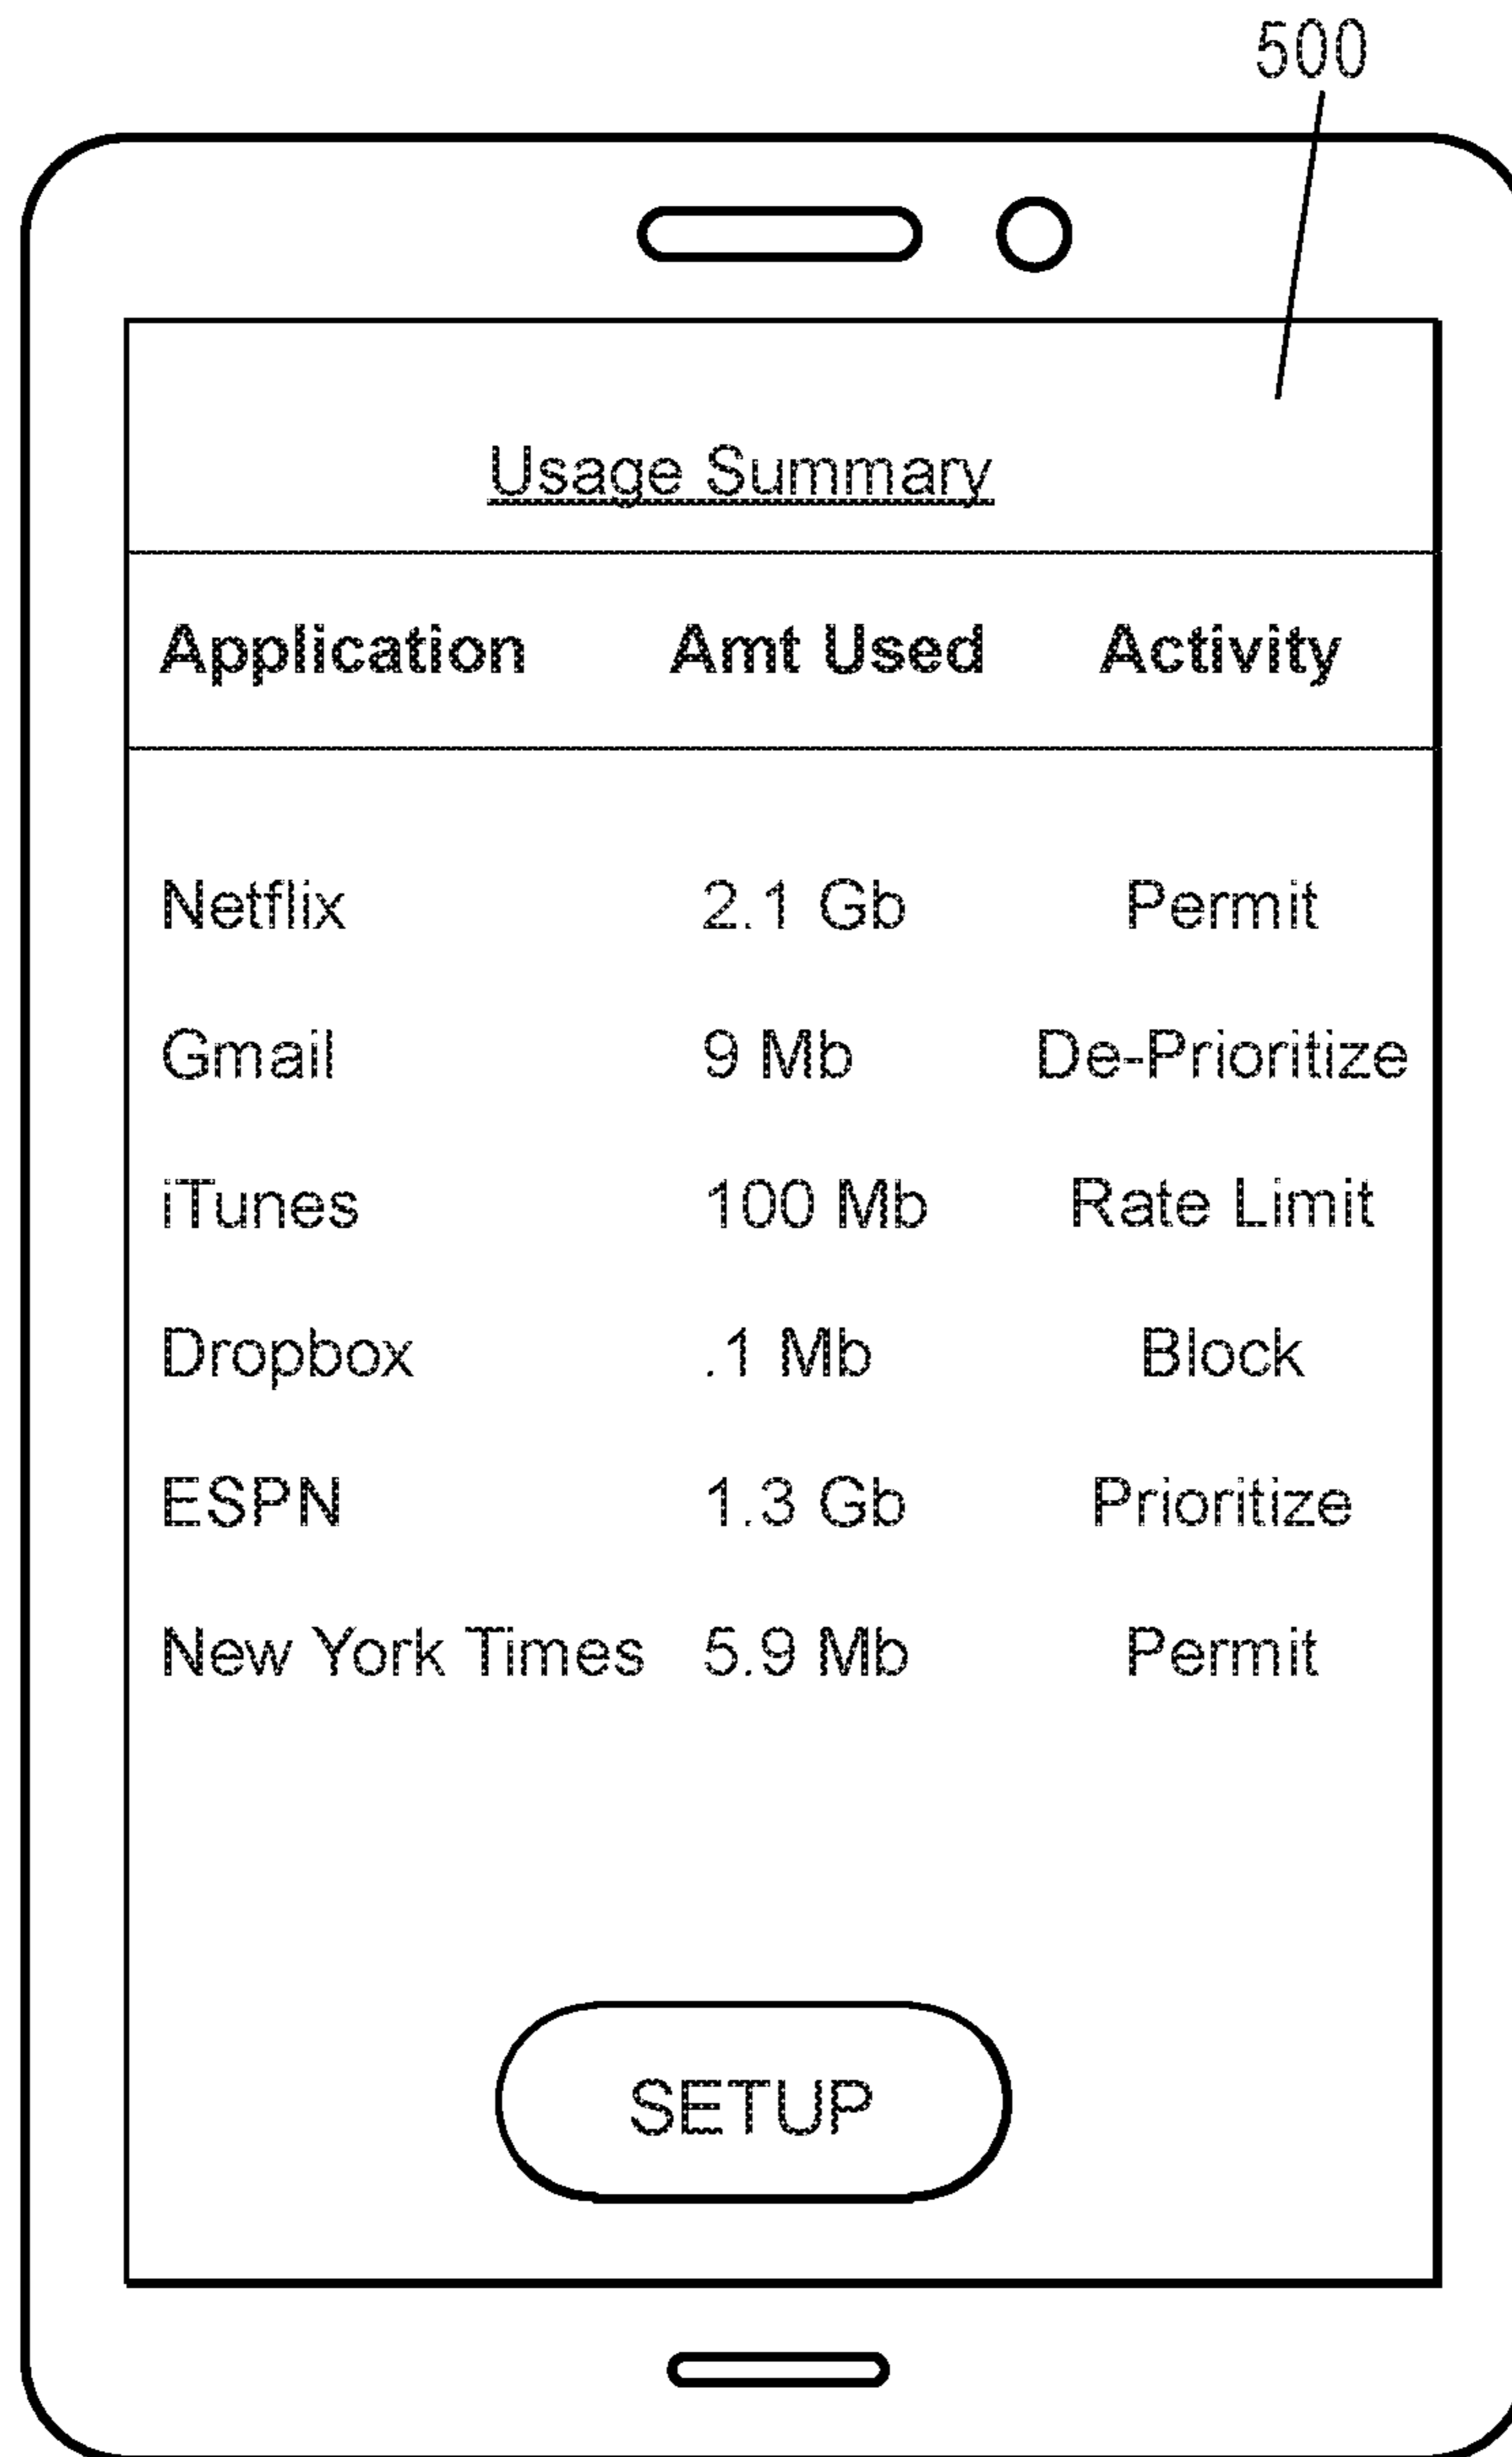 500
Usage Summary
Application Amt Used Activity
Netflix 2.1 Gb Permit
Gmail 9 Mb De-Prioritize
iTunes 100 Mb Rate Limit
Dropbox .1 Mb Block
ESPN 1.3 Gb Prioritize
New York Times 5.9 Mb Permit
SETUP